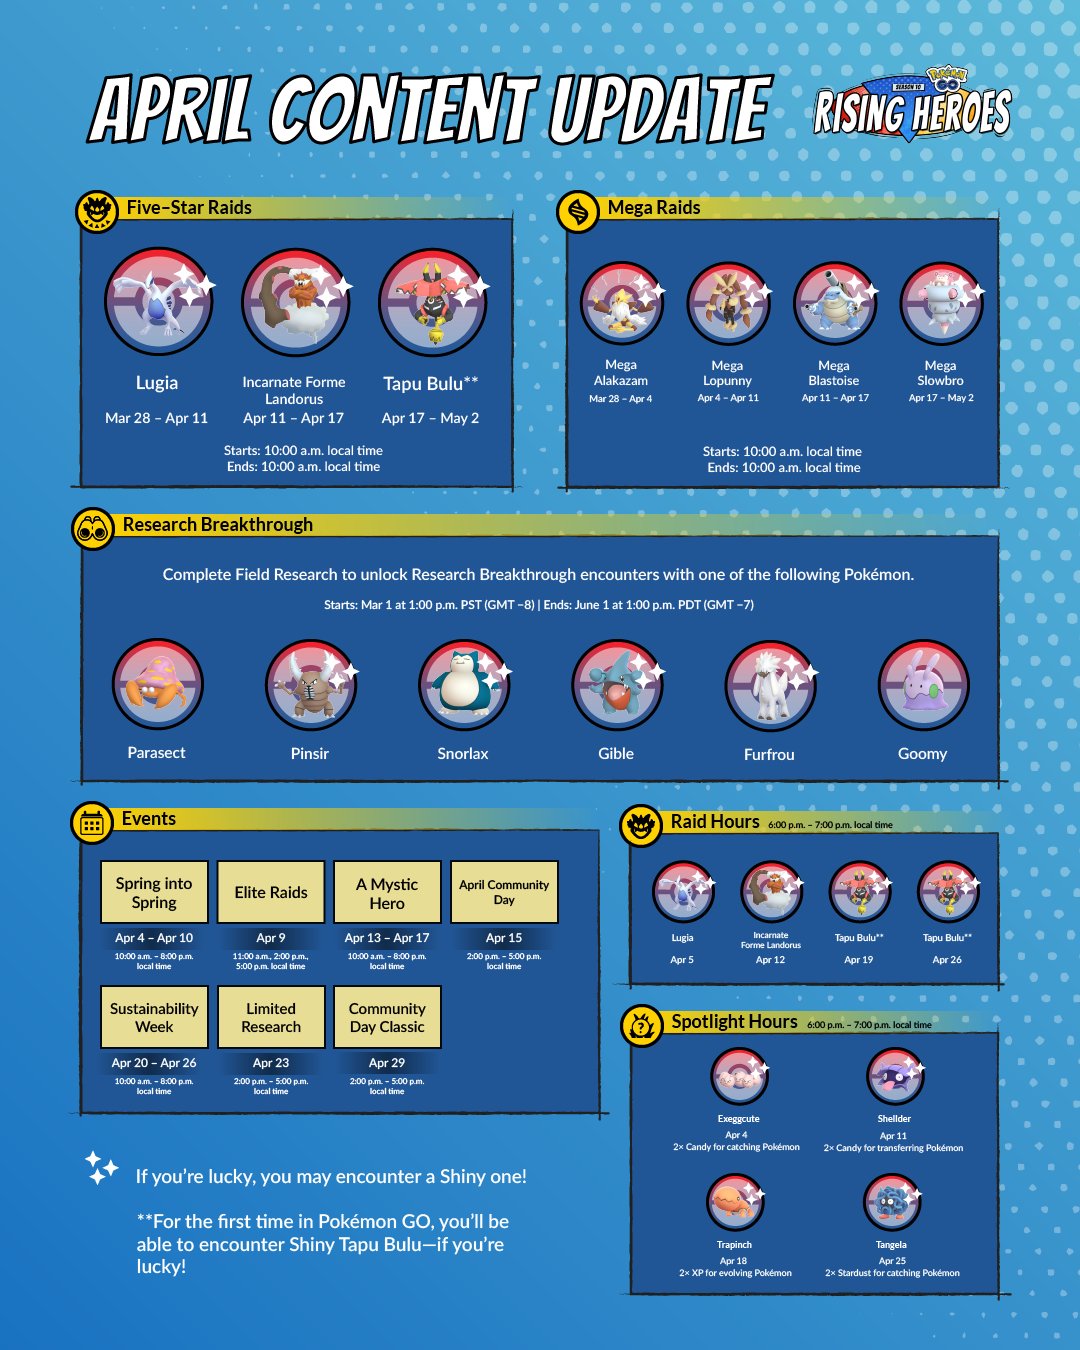 APRIL CONTENT UPDATE
Pokémon
GO
SEASON 10
RISING HEROES
Five-Star Raids
Lugia
Mar 28 – Apr 11
Incarnate Forme
Landorus
Apr 11 – Apr 17
Tapu Bulu**
Apr 17 – May 2
Starts: 10:00 a.m. local time
Ends: 10:00 a.m. local time
Mega Raids
Mega
Alakazam
Mar 28 – Apr 4
Mega
Lopunny
Apr 4 – Apr 11
Mega
Blastoise
Apr 11 – Apr 17
Mega
Slowbro
Apr 17 – May 2
Starts: 10:00 a.m. local time
Ends: 10:00 a.m. local time
Research Breakthrough
Complete Field Research to unlock Research Breakthrough encounters with one of the following Pokémon.
Starts: Mar 1 at 1:00 p.m. PST (GMT −8) | Ends: June 1 at 1:00 p.m. PDT (GMT −7)
Parasect
Pinsir
Snorlax
Gible
Furfrou
Goomy
Events
Spring into
Spring
Apr 4 – Apr 10
10:00 a.m. – 8:00 p.m.
local time
Elite Raids
Apr 9
11:00 a.m., 2:00 p.m.,
5:00 p.m. local time
A Mystic
Hero
Apr 13 – Apr 17
10:00 a.m. – 8:00 p.m.
local time
April Community
Day
Apr 15
2:00 p.m. – 5:00 p.m.
local time
Sustainability
Week
Apr 20 – Apr 26
10:00 a.m. – 8:00 p.m.
local time
Limited
Research
Apr 23
2:00 p.m. – 5:00 p.m.
local time
Community
Day Classic
Apr 29
2:00 p.m. – 5:00 p.m.
local time
Raid Hours 6:00 p.m. – 7:00 p.m. local time
Lugia
Apr 5
Incarnate
Forme Landorus
Apr 12
Tapu Bulu**
Apr 19
Tapu Bulu**
Apr 26
Spotlight Hours 6:00 p.m. – 7:00 p.m. local time
Exeggcute
Apr 4
2× Candy for catching Pokémon
Shellder
Apr 11
2× Candy for transferring Pokémon
Trapinch
Apr 18
2× XP for evolving Pokémon
Tangela
Apr 25
2× Stardust for catching Pokémon
If you're lucky, you may encounter a Shiny one!
**For the first time in Pokémon GO, you'll be
able to encounter Shiny Tapu Bulu—if you're
lucky!